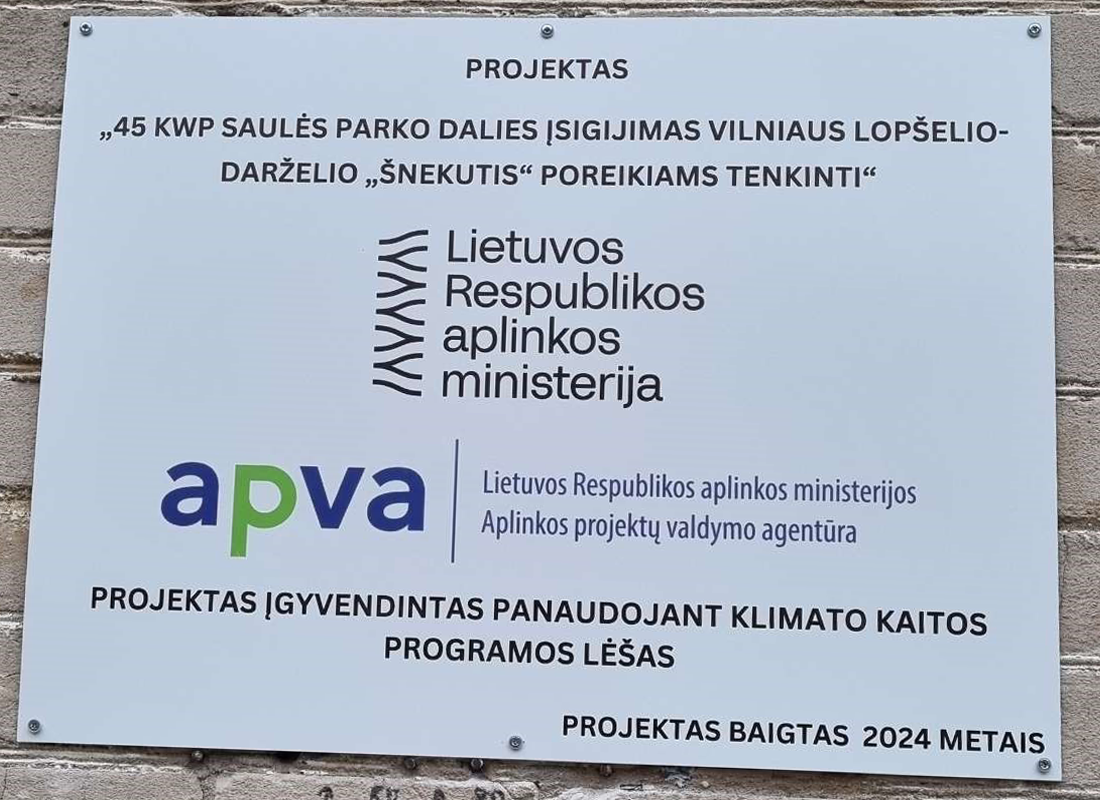 PROJEKTAS
„45 KWP SAULĖS PARKO DALIES ĮSIGIJIMAS VILNIAUS LOPŠELIO-
DARŽELIO „ŠNEKUTIS“ POREIKIAMS TENKINTI“
Lietuvos
Respublikos
aplinkos
ministerija
apva
Lietuvos Respublikos aplinkos ministerijos
Aplinkos projektų valdymo agentūra
PROJEKTAS ĮGYVENDINTAS PANAUDOJANT KLIMATO KAITOS
PROGRAMOS LĖŠAS
PROJEKTAS BAIGTAS 2024 METAIS